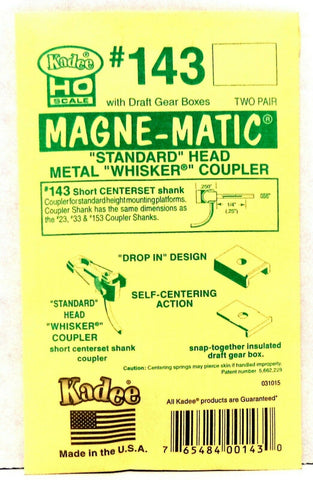 Kadee®
HO
SCALE
#143
with Draft Gear Boxes
TWO PAIR
MAGNE-MATIC®
"STANDARD" HEAD
METAL "WHISKER®" COUPLER
#143 Short CENTERSET shank
Coupler for standard height mounting platforms.
Coupler Shank has the same dimensions as
the #23, #33 & #153 Coupler Shanks.
.250"
1/4"
(.25")
"DROP IN" DESIGN
SELF-CENTERING
ACTION
"STANDARD"
HEAD
"WHISKER®"
COUPLER
short centerset shank
coupler
snap-together insulated
draft gear box.
Caution: Centering springs may pierce skin if handled improperly.
Patent number 5,662,229
031015
Kadee®
All Kadee® products are Guaranteed*
Made in the U.S.A.
7 65484 00143 0